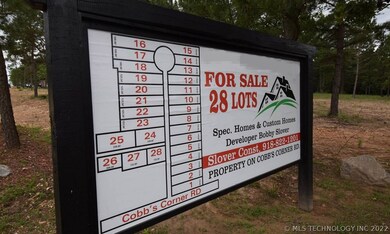 16 15
17 14
18 13
19 12
20 11
21 10
22 9
23 8
7
6
25 24 5
4
26 27 28 3
2
1
Cobb's Corner RD
FOR SALE
28 LOTS
Spec. Homes & Custom Homes
Developer Bobby Slover
Slover Const.
PROPERTY ON COBB'S CORNER RD
© MLS TECHNOLOGY INC 2022